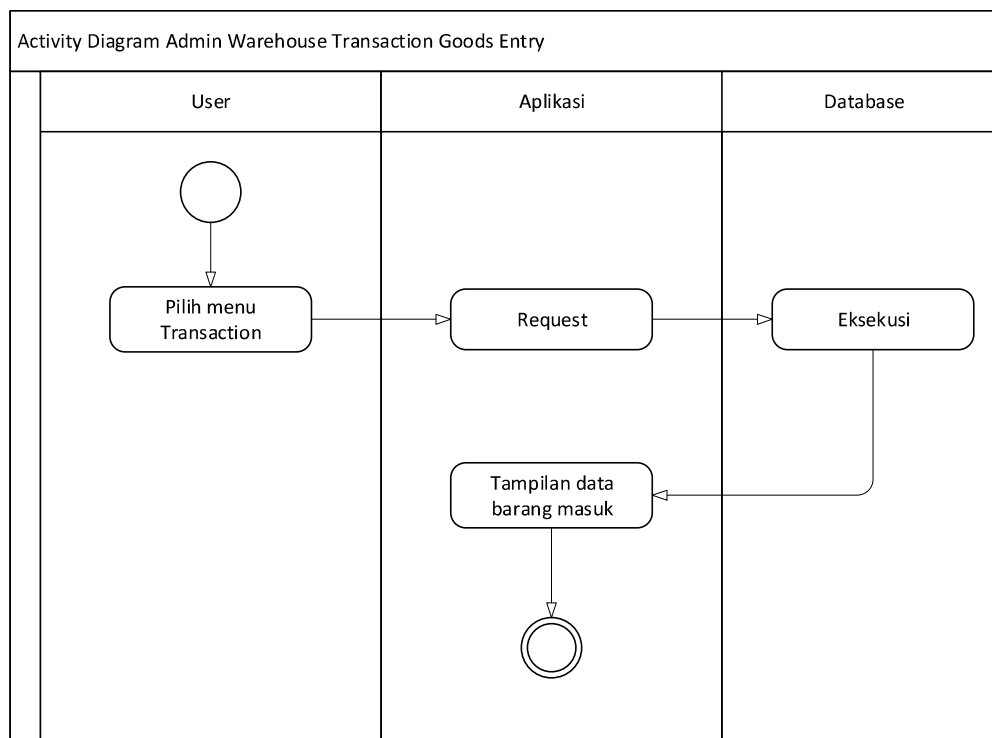 Activity Diagram Admin Warehouse Transaction Goods Entry
User
Aplikasi
Database
Pilih menu
Transaction
Request
Eksekusi
Tampilan data
barang masuk